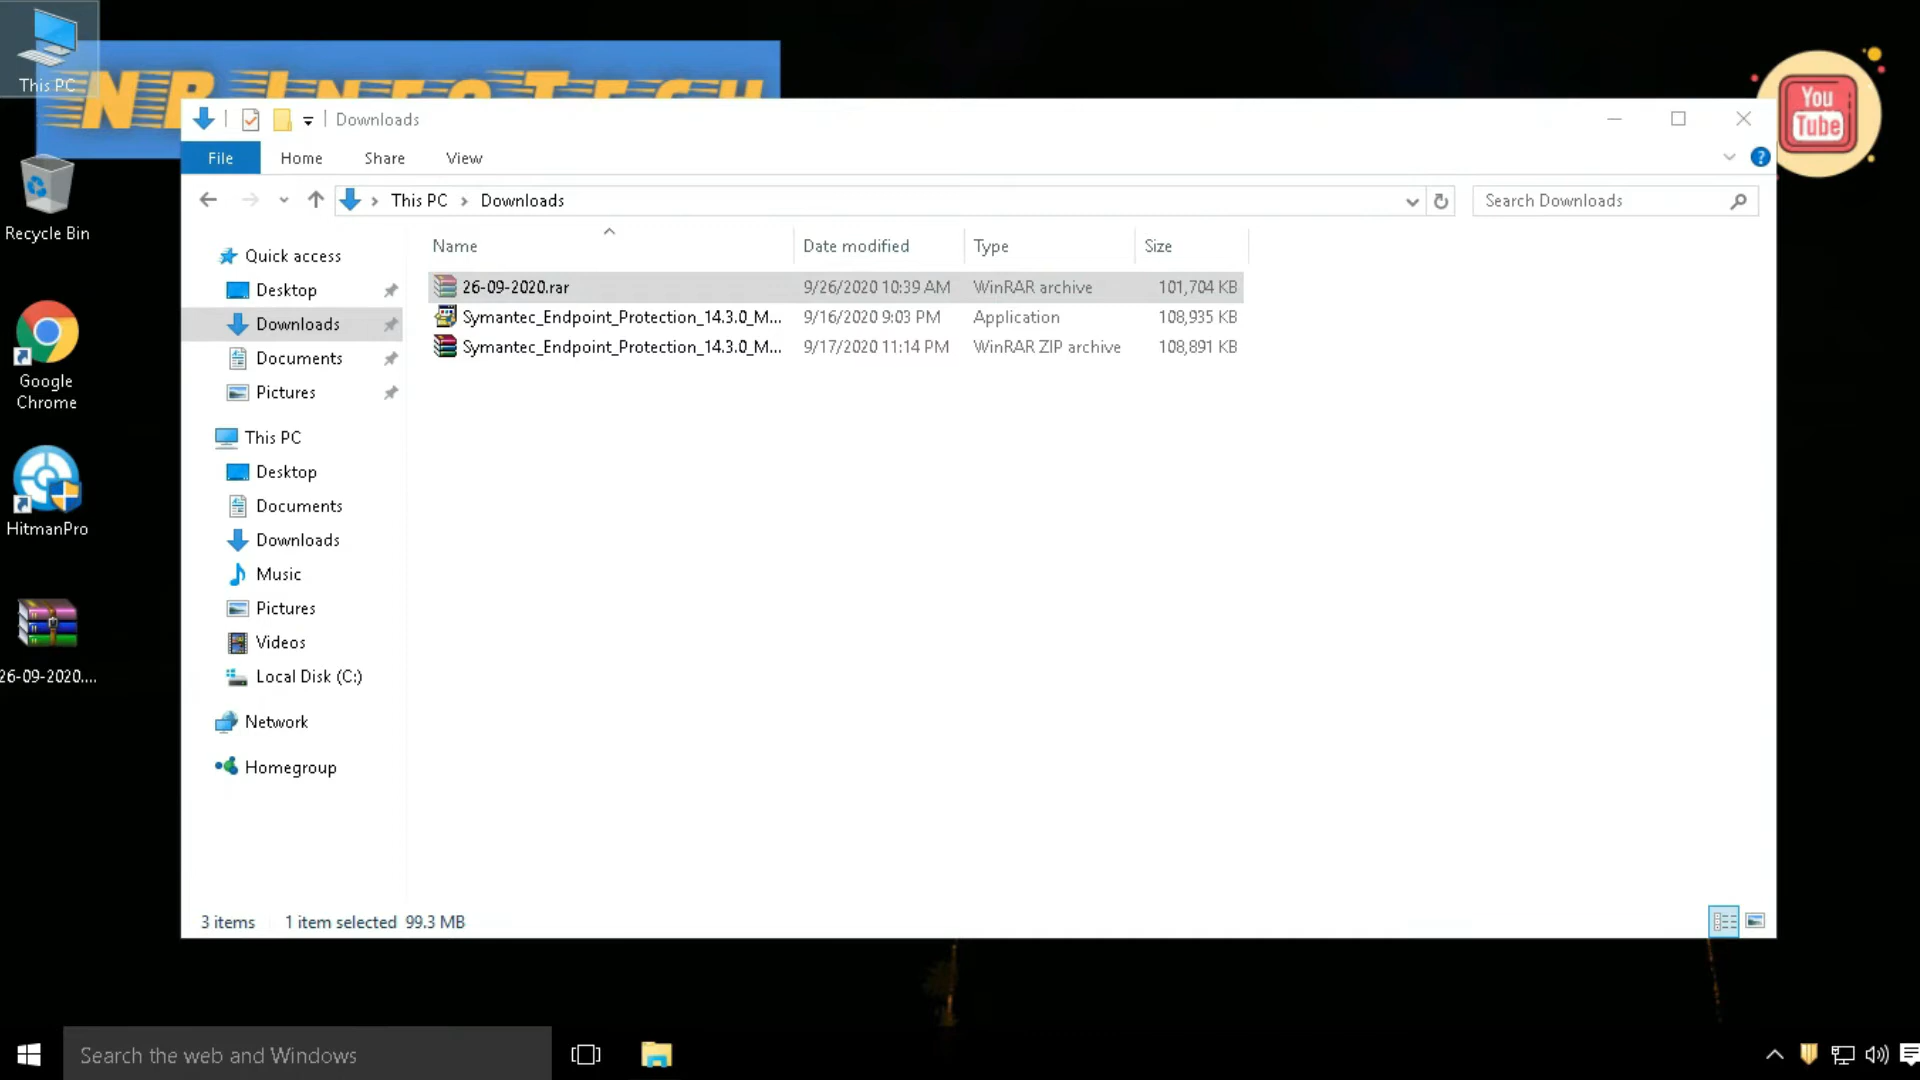 This PC
NR InfoTech
You
Tube
Downloads
File
Home
Share
View
This PC
Downloads
Search Downloads
Recycle Bin
Google
Chrome
HitmanPro
26-09-2020....
Quick access
Desktop
Downloads
Documents
Pictures
This PC
Desktop
Documents
Downloads
Music
Pictures
Videos
Local Disk (C:)
Network
Homegroup
Name Date modified Type Size
26-09-2020.rar 9/26/2020 10:39 AM WinRAR archive 101,704 KB
Symantec_Endpoint_Protection_14.3.0_M... 9/16/2020 9:03 PM Application 108,935 KB
Symantec_Endpoint_Protection_14.3.0_M... 9/17/2020 11:14 PM WinRAR ZIP archive 108,891 KB
3 items 1 item selected 99.3 MB
Search the web and Windows